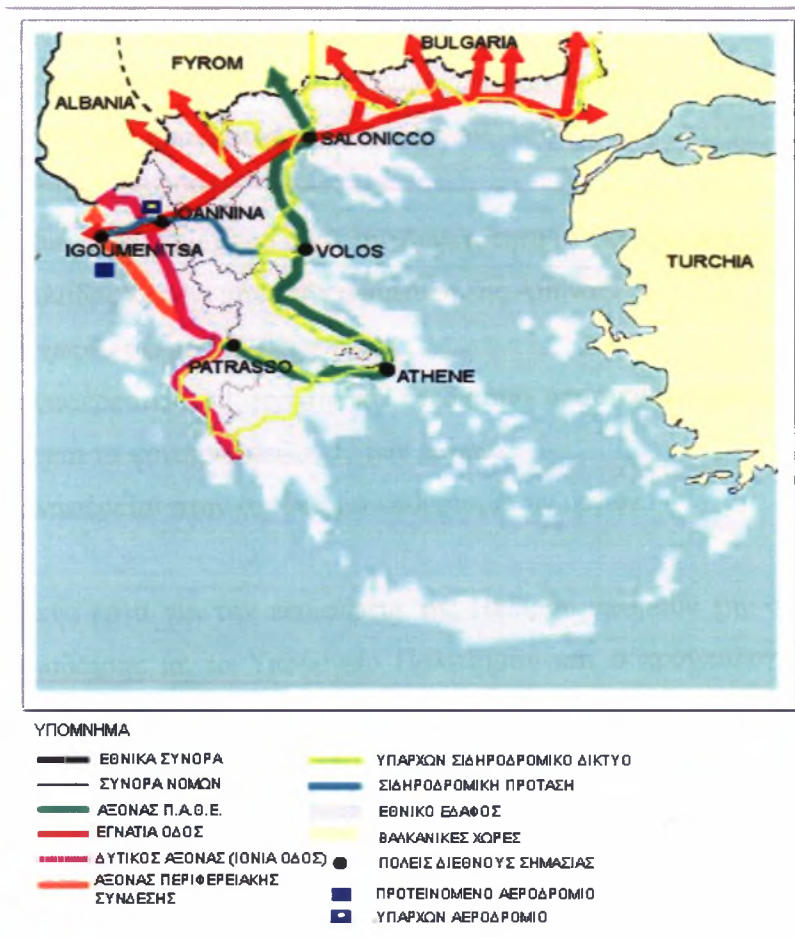 BULGARIA
FYROM
ALBANIA
SALONICCO
IOANNINA
IGOUMENITSA
VOLOS
TURCHIA
PATRASSO
ATHENE
ΥΠΟΜΝΗΜΑ
ΕΘΝΙΚΑ ΣΥΝΟΡΑ
ΣΥΝΟΡΑ ΝΟΜΩΝ
ΑΞΟΝΑΣ Π.Α.Θ.Ε.
ΕΓΝΑΤΙΑ ΟΔΟΣ
ΔΥΤΙΚΟΣ ΑΞΟΝΑΣ (ΙΟΝΙΑ ΟΔΟΣ)
ΑΞΟΝΑΣ ΠΕΡΙΦΕΡΕΙΑΚΗΣ
ΣΥΝΔΕΣΗΣ
ΥΠΑΡΧΩΝ ΣΙΔΗΡΟΔΡΟΜΙΚΟ ΔΙΚΤΥΟ
ΣΙΔΗΡΟΔΡΟΜΙΚΗ ΠΡΟΤΑΣΗ
ΕΘΝΙΚΟ ΕΔΑΦΟΣ
ΒΑΛΚΑΝΙΚΕΣ ΧΩΡΕΣ
ΠΟΛΕΙΣ ΔΙΕΘΝΟΥΣ ΣΗΜΑΣΙΑΣ
ΠΡΟΤΕΙΝΟΜΕΝΟ ΑΕΡΟΔΡΟΜΙΟ
ΥΠΑΡΧΩΝ ΑΕΡΟΔΡΟΜΙΟ